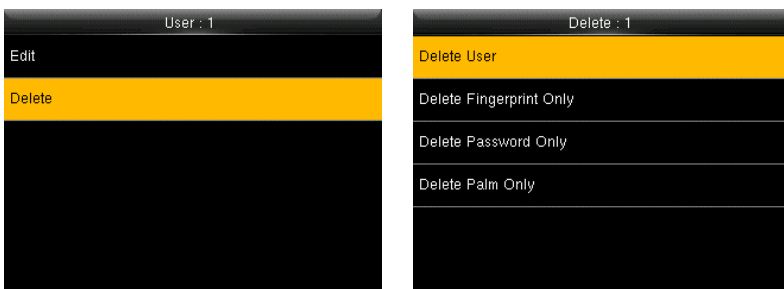 User : 1
Edit
Delete
Delete : 1
Delete User
Delete Fingerprint Only
Delete Password Only
Delete Palm Only